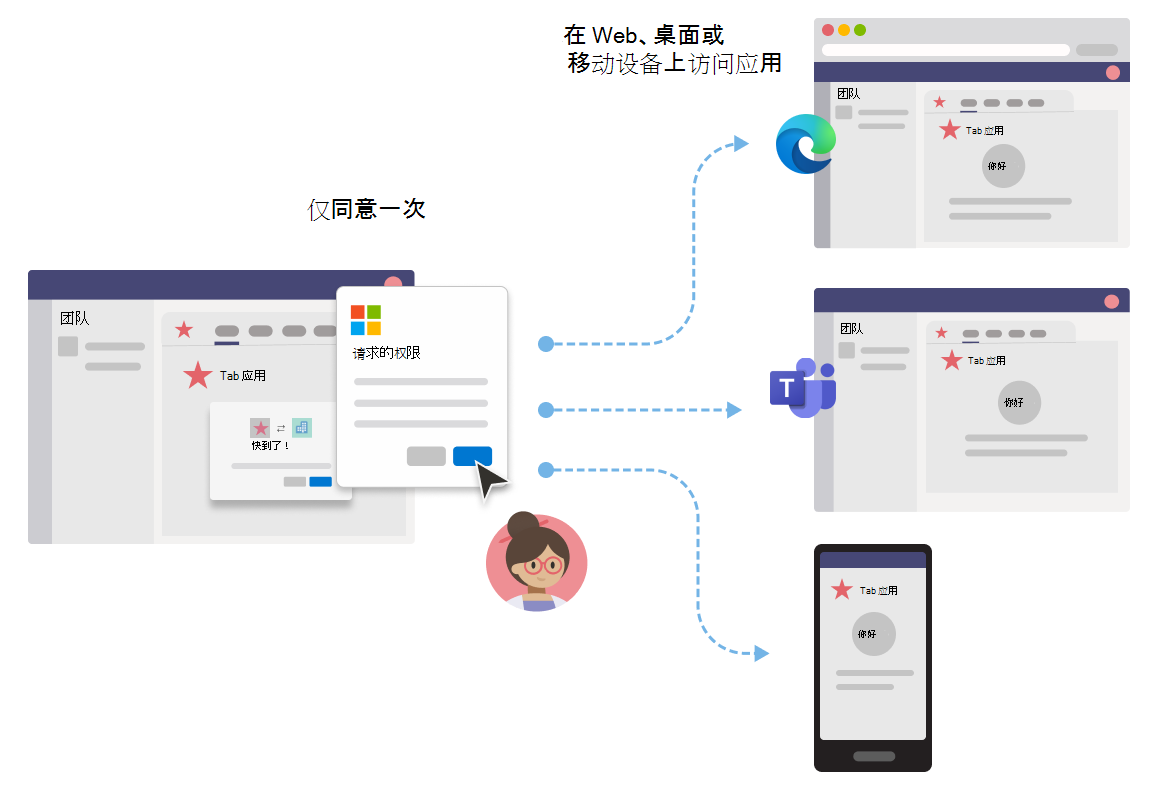 在 Web、桌面或
移动设备上访问应用
仅同意一次
团队
Tab 应用
快到了！
请求的权限
团队
Tab 应用
你好
T
团队
Tab 应用
你好
Tab 应用
你好